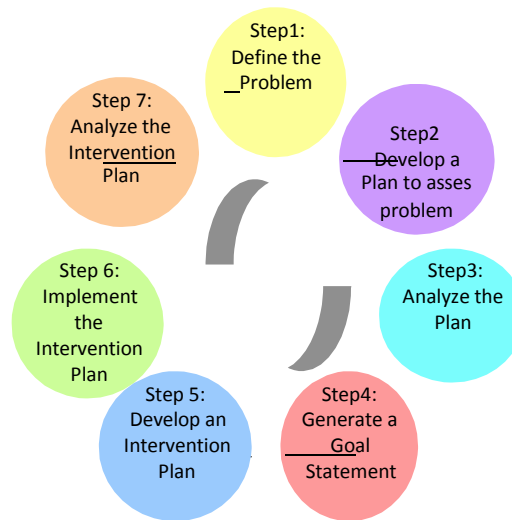 Step1:
Define the
Problem
Step2
Develop a
Plan to asses
problem
Step3:
Analyze the
Plan
Step4:
Generate a
Goal
Statement
Step 5:
Develop an
Intervention
Plan
Step 6:
Implement
the
Intervention
Plan
Step 7:
Analyze the
Intervention
Plan